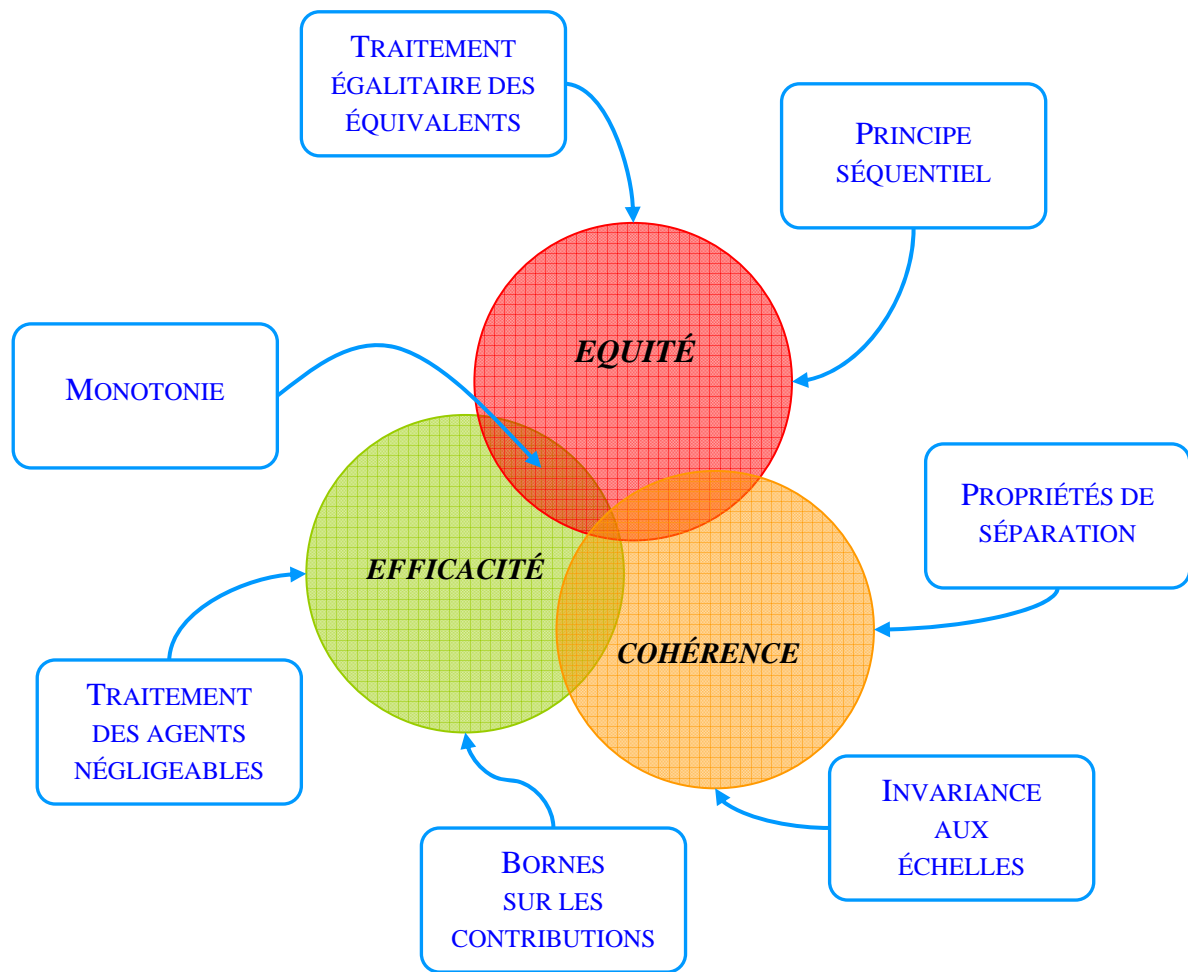 TRAITEMENT
ÉGALITAIRE DES
ÉQUIVALENTS
PRINCIPE
SÉQUENTIEL
EQUITÉ
MONOTONIE
PROPRIÉTÉS DE
SÉPARATION
EFFICACITÉ
COHÉRENCE
TRAITEMENT
DES AGENTS
NÉGLIGEABLES
INVARIANCE
AUX
ÉCHELLES
BORNES
SUR LES
CONTRIBUTIONS